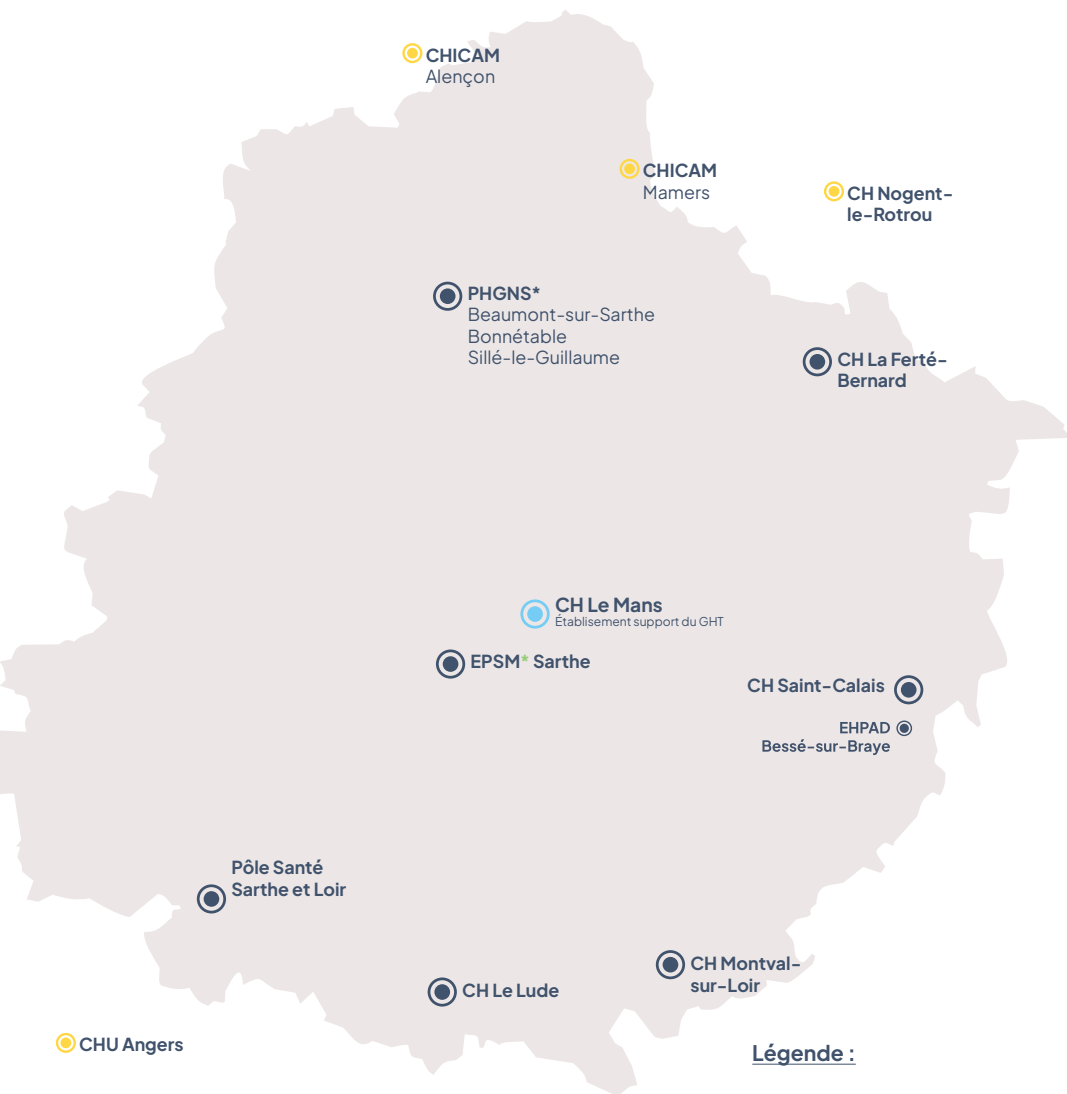 CHICAM
Alençon
CHICAM
Mamers
CH Nogent-
le-Rotrou
PHGNS*
Beaumont-sur-Sarthe
Bonnétable
Sillé-le-Guillaume
CH La Ferté-
Bernard
CH Le Mans
Établisement support du GHT
EPSM* Sarthe
CH Saint-Calais
EHPAD
Bessé-sur-Braye
Pôle Santé
Sarthe et Loir
CH Montval-
sur-Loir
CH Le Lude
CHU Angers
Légende :